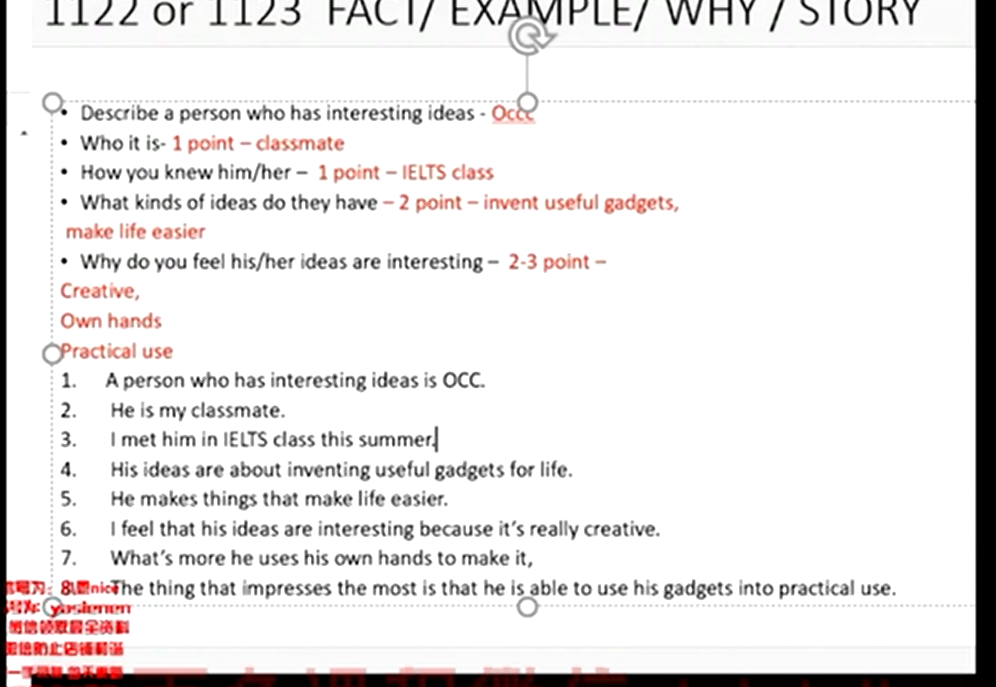 1122 or 1123 FACT/ EXAMPLE/ WHY / STORY
• Describe a person who has interesting ideas - Occc
• Who it is- 1 point – classmate
• How you knew him/her – 1 point – IELTS class
• What kinds of ideas do they have – 2 point – invent useful gadgets,
make life easier
• Why do you feel his/her ideas are interesting – 2-3 point –
Creative,
Own hands
Practical use
1. A person who has interesting ideas is OCC.
2. He is my classmate.
3. I met him in IELTS class this summer.
4. His ideas are about inventing useful gadgets for life.
5. He makes things that make life easier.
6. I feel that his ideas are interesting because it's really creative.
7. What's more he uses his own hands to make it,
8. The thing that impresses the most is that he is able to use his gadgets into practical use.